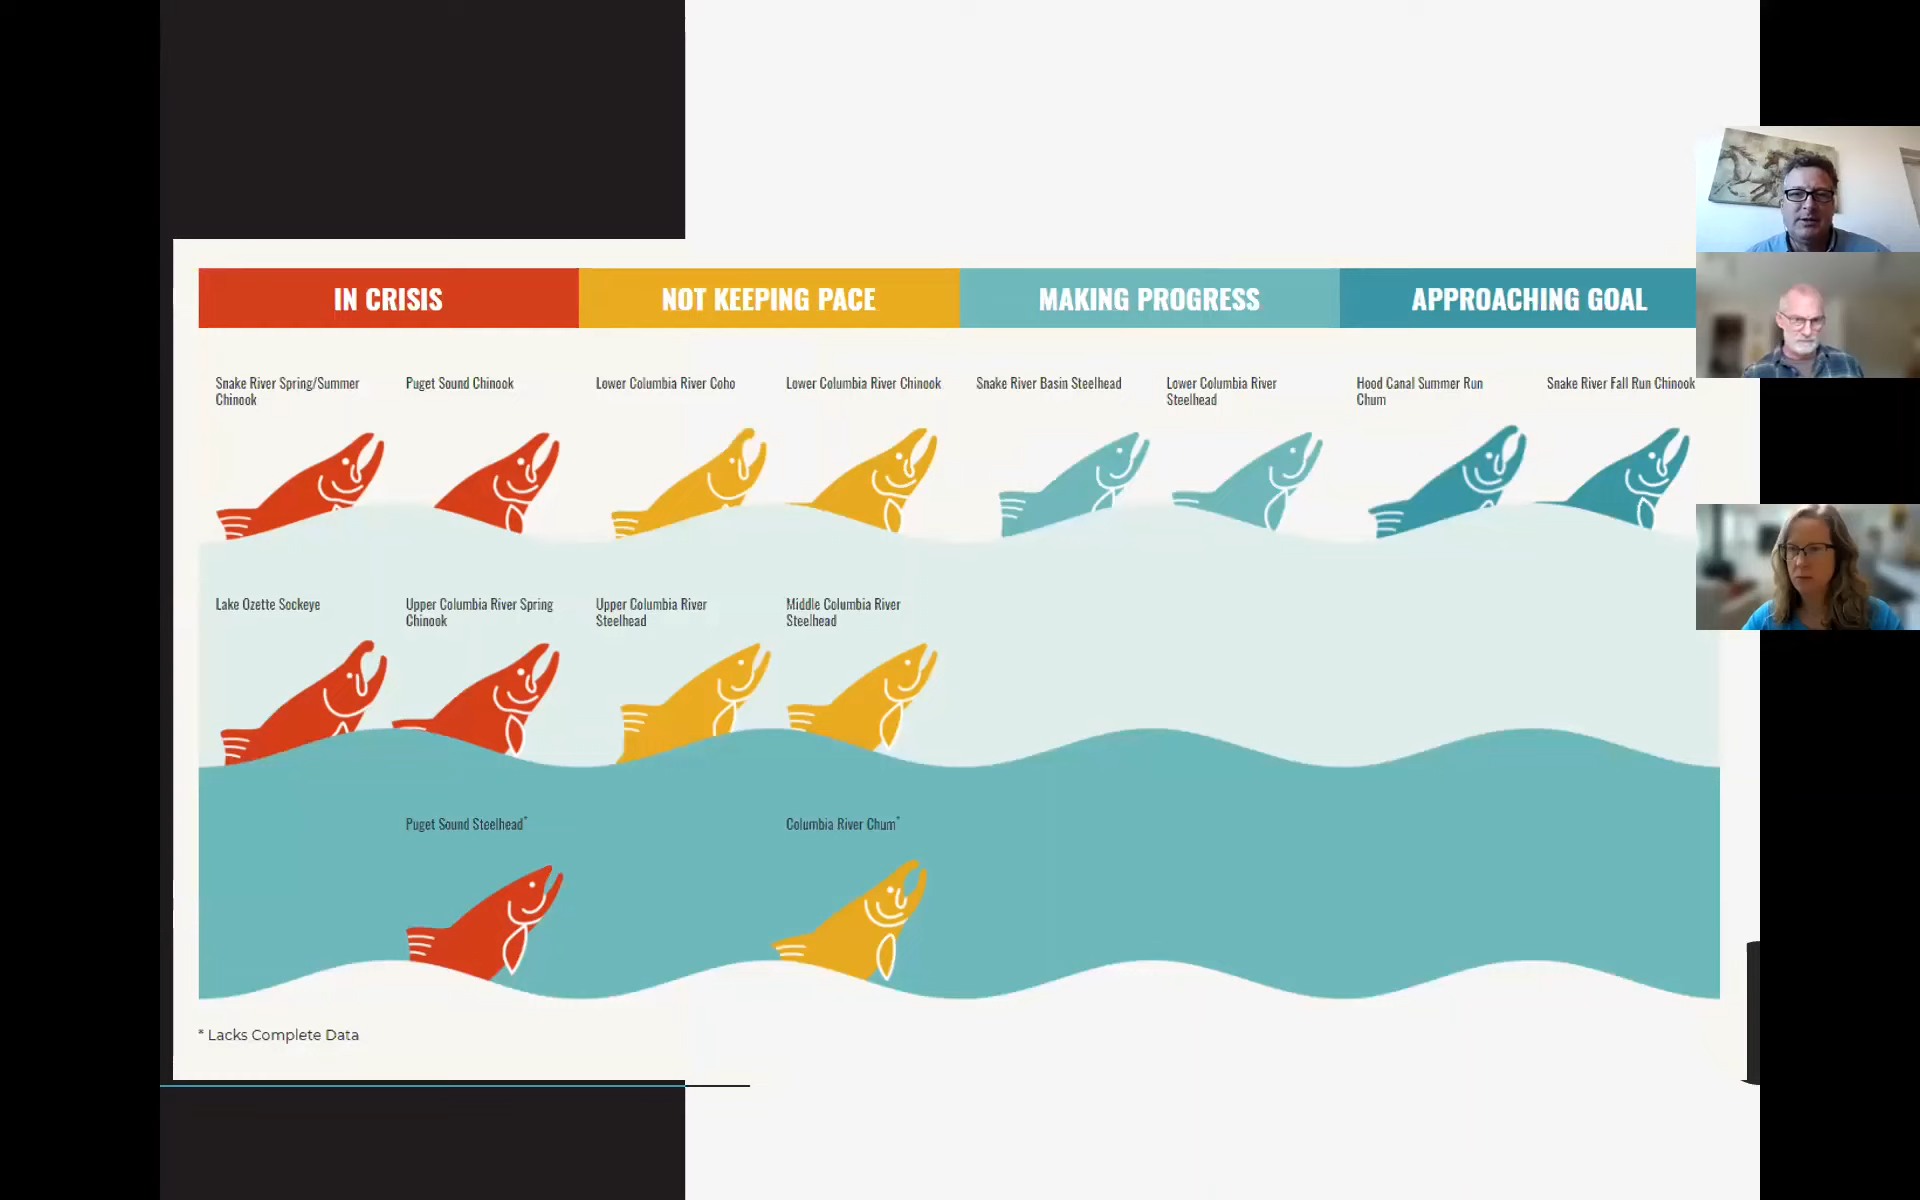 IN CRISIS
NOT KEEPING PACE
MAKING PROGRESS
APPROACHING GOAL
Snake River Spring/Summer
Chinook
Puget Sound Chinook
Lower Columbia River Coho
Lower Columbia River Chinook
Snake River Basin Steelhead
Lower Columbia River
Steelhead
Hood Canal Summer Run
Chum
Snake River Fall Run Chinook
Lake Ozette Sockeye
Upper Columbia River Spring
Chinook
Upper Columbia River
Steelhead
Middle Columbia River
Steelhead
Puget Sound Steelhead*
Columbia River Chum*
* Lacks Complete Data